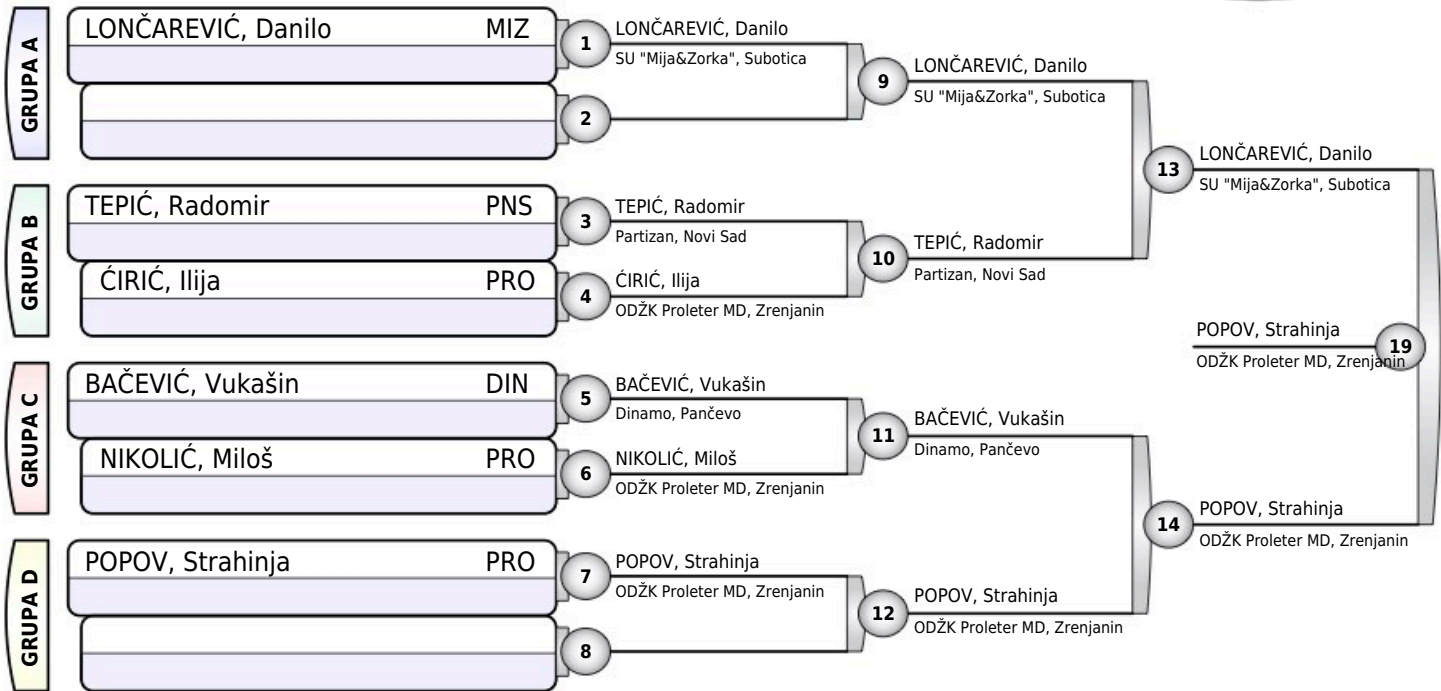 GRUPA A
LONČAREVIĆ, Danilo MIZ
1
LONČAREVIĆ, Danilo
SU "Mija&Zorka", Subotica
2
9
LONČAREVIĆ, Danilo
SU "Mija&Zorka", Subotica
GRUPA B
TEPIĆ, Radomir PNS
3
TEPIĆ, Radomir
Partizan, Novi Sad
ĆIRIĆ, Ilija PRO
4
ĆIRIĆ, Ilija
ODŽK Proleter MD, Zrenjanin
10
TEPIĆ, Radomir
Partizan, Novi Sad
13
LONČAREVIĆ, Danilo
SU "Mija&Zorka", Subotica
GRUPA C
BAČEVIĆ, Vukašin DIN
5
BAČEVIĆ, Vukašin
Dinamo, Pančevo
NIKOLIĆ, Miloš PRO
6
NIKOLIĆ, Miloš
ODŽK Proleter MD, Zrenjanin
11
BAČEVIĆ, Vukašin
Dinamo, Pančevo
GRUPA D
POPOV, Strahinja PRO
7
POPOV, Strahinja
ODŽK Proleter MD, Zrenjanin
8
12
POPOV, Strahinja
ODŽK Proleter MD, Zrenjanin
14
POPOV, Strahinja
ODŽK Proleter MD, Zrenjanin
POPOV, Strahinja
ODŽK Proleter MD, Zrenjanin
19